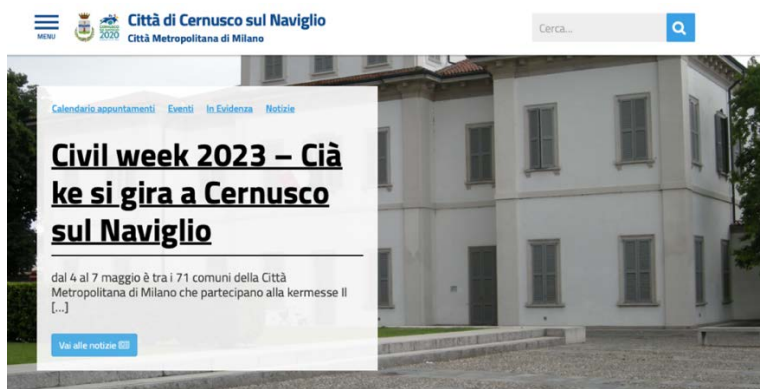 Città di Cernusco sul Naviglio
MENU
2020
Città Metropolitana di Milano
Cerca...
Calendario appuntamenti Eventi In Evidenza Notizie
Civil week 2023 – Cià
ke si gira a Cernusco
sul Naviglio
dal 4 al 7 maggio è tra i 71 comuni della Città
Metropolitana di Milano che partecipano alla kermesse Il
[...]
Vai alle notizie